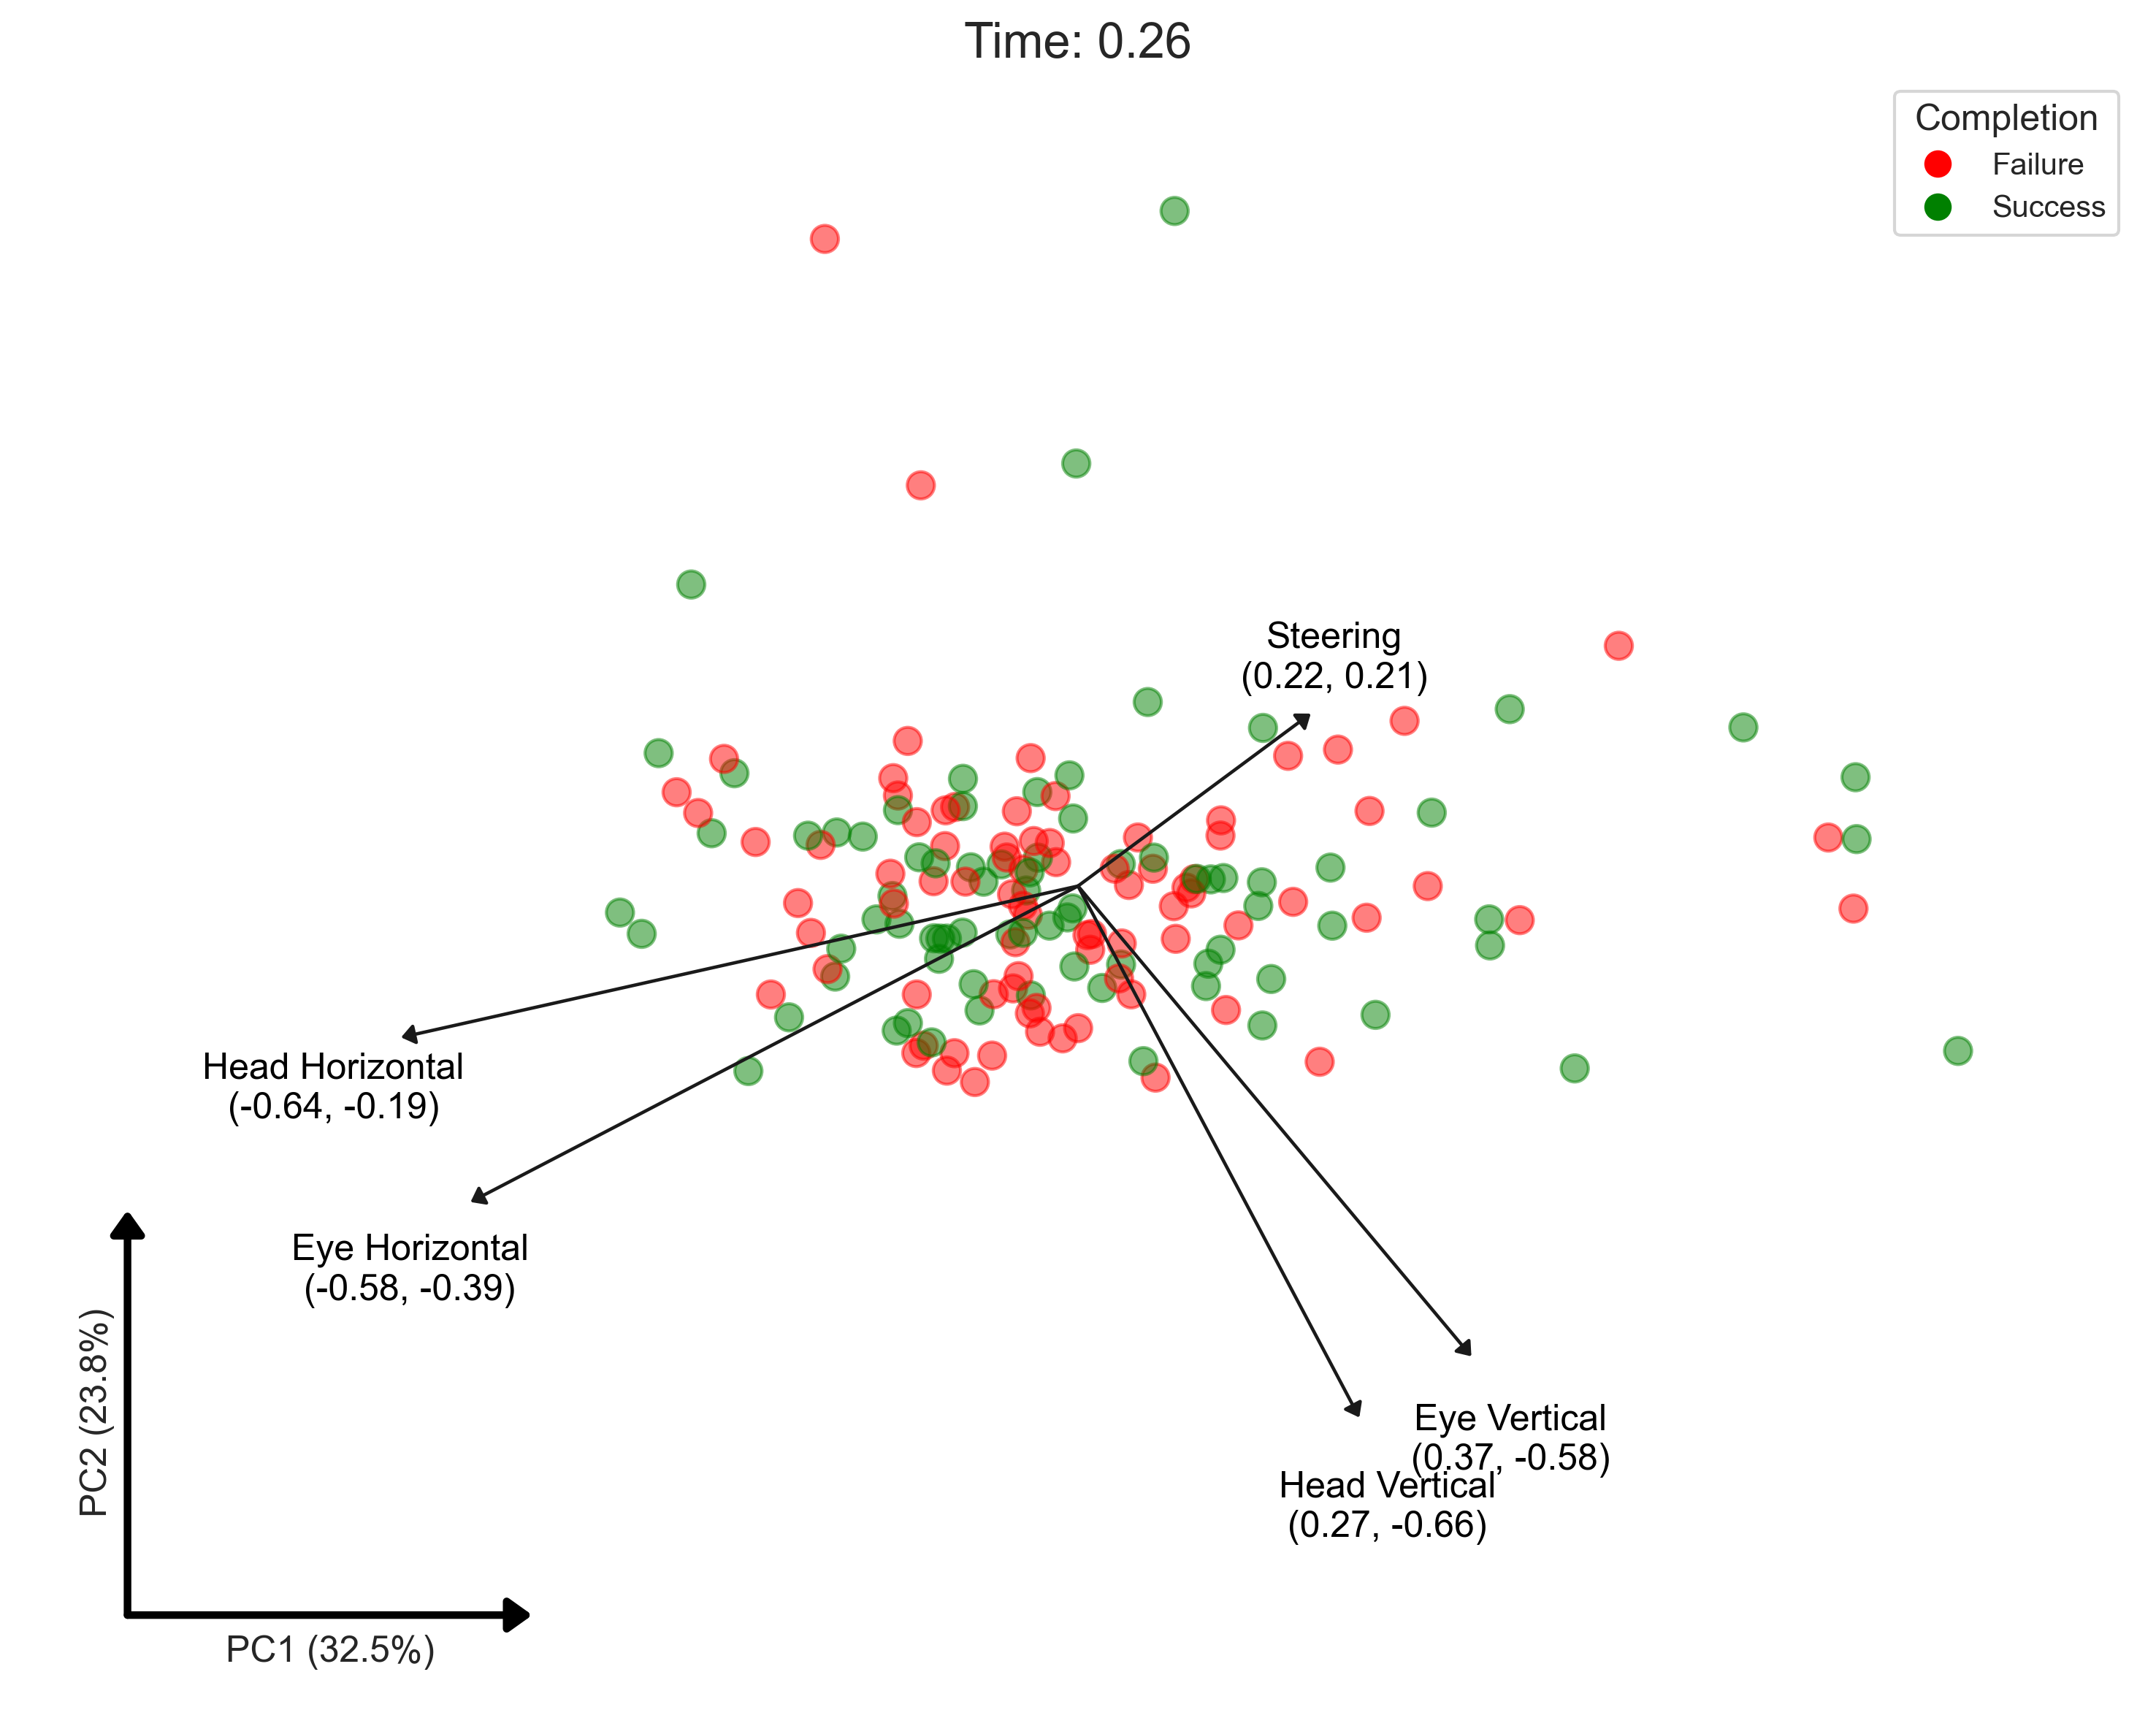 Time: 0.26
Completion
Failure
Success
Steering
(0.22, 0.21)
Head Horizontal
(-0.64, -0.19)
Eye Horizontal
(-0.58, -0.39)
Eye Vertical
(0.37, -0.58)
Head Vertical
(0.27, -0.66)
PC2 (23.8%)
PC1 (32.5%)